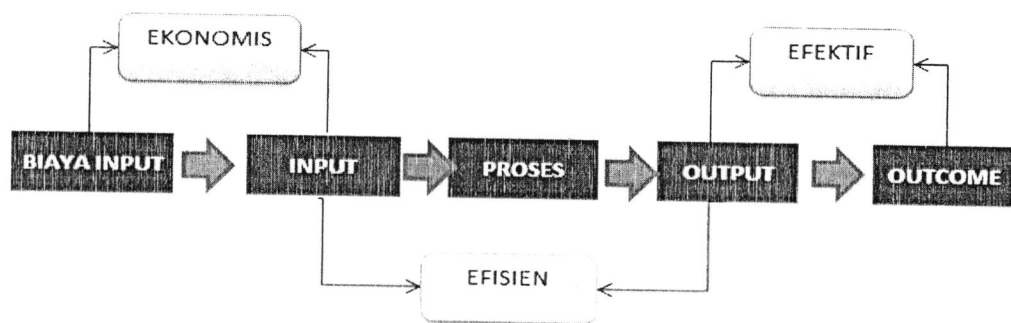 EKONOMIS
EFEKTIF
BIAYA INPUT
INPUT
PROSES
OUTPUT
OUTCOME
EFISIEN